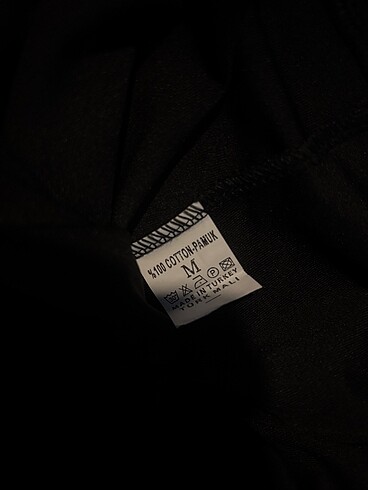 %100 COTTON-PAMUK
M
P
MADE IN TURKEY
TÜRK MALI